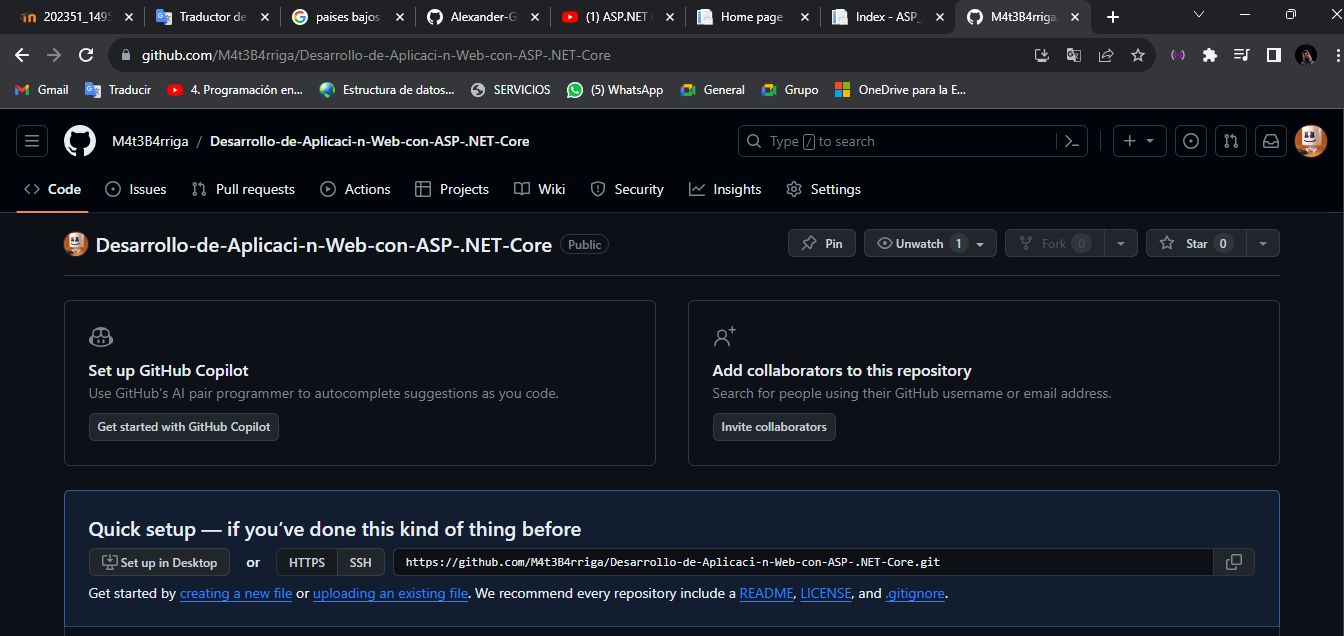 202351_149
Traductor de
paises bajos
Alexander-G
(1) ASP.NET
Home page
Index - ASP_
M4t3B4rriga
github.com/M4t3B4rriga/Desarrollo-de-Aplicaci-n-Web-con-ASP-.NET-Core
Gmail Traducir 4. Programación en... Estructura de datos... SERVICIOS (5) WhatsApp General Grupo OneDrive para la E...
M4t3B4rriga / Desarrollo-de-Aplicaci-n-Web-con-ASP-.NET-Core Type / to search
Code Issues Pull requests Actions Projects Wiki Security Insights Settings
Desarrollo-de-Aplicaci-n-Web-con-ASP-.NET-Core Public Pin Unwatch 1 Fork 0 Star 0
Set up GitHub Copilot
Use GitHub's AI pair programmer to autocomplete suggestions as you code.
Get started with GitHub Copilot
Add collaborators to this repository
Search for people using their GitHub username or email address.
Invite collaborators
Quick setup — if you’ve done this kind of thing before
Set up in Desktop or HTTPS SSH https://github.com/M4t3B4rriga/Desarrollo-de-Aplicaci-n-Web-con-ASP-.NET-Core.git
Get started by creating a new file or uploading an existing file. We recommend every repository include a README, LICENSE, and .gitignore.